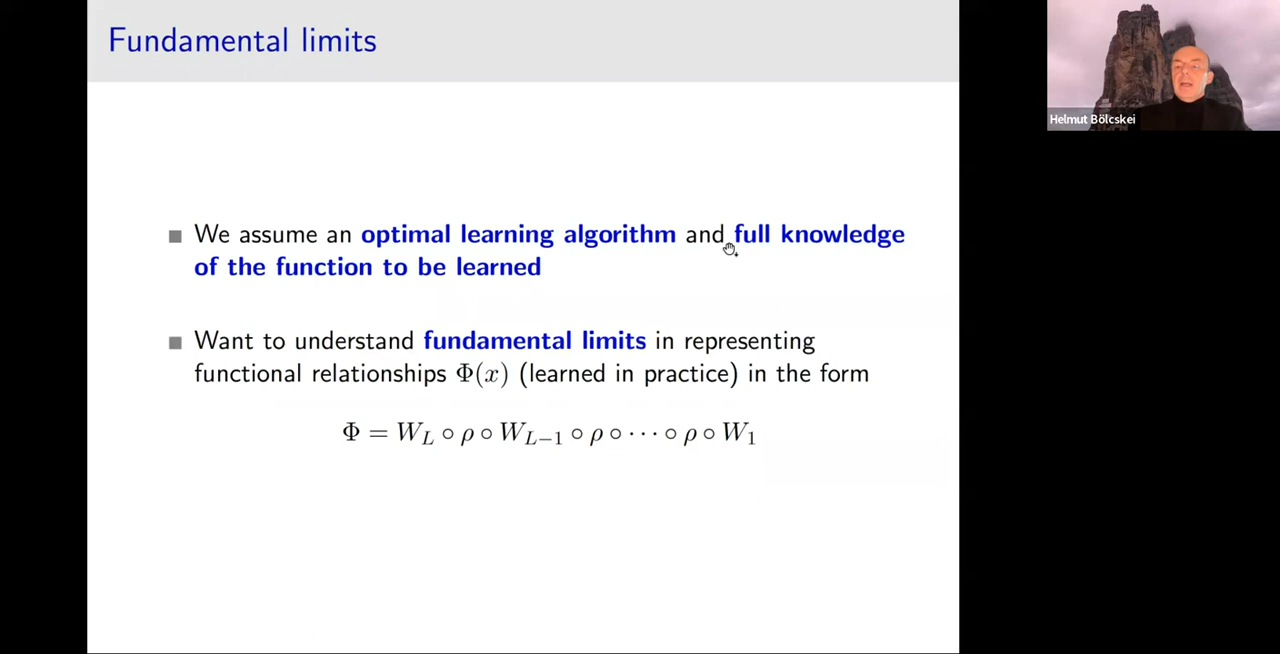 Fundamental limits
Helmut Bölcskei
■ We assume an optimal learning algorithm and full knowledge
of the function to be learned
■ Want to understand fundamental limits in representing
functional relationships Φ(x) (learned in practice) in the form
Φ = W_L ∘ ρ ∘ W_{L−1} ∘ ρ ∘ ⋯ ∘ ρ ∘ W_1